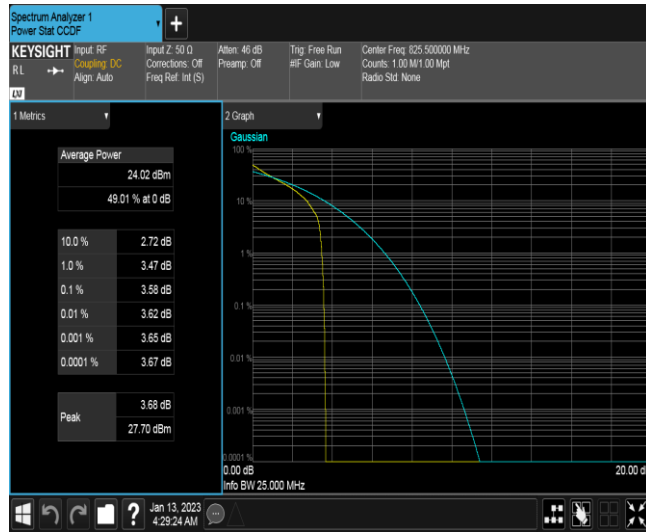 Spectrum Analyzer 1
Power Stat CCDF
KEYSIGHT
RL
LXI
Input: RF
Coupling: DC
Align: Auto
Input Z: 50 Ω
Corrections: Off
Freq Ref: Int (S)
Atten: 46 dB
Preamp: Off
Trig: Free Run
#IF Gain: Low
Center Freq: 825.500000 MHz
Counts: 1.00 M/1.00 Mpt
Radio Std: None
1 Metrics
Average Power
24.02 dBm
49.01 % at 0 dB
10.0 % 2.72 dB
1.0 % 3.47 dB
0.1 % 3.58 dB
0.01 % 3.62 dB
0.001 % 3.65 dB
0.0001 % 3.67 dB
Peak
3.68 dB
27.70 dBm
2 Graph
Gaussian
100 %
10 %
1 %
0.1 %
0.01 %
0.001 %
0.0001 %
0.00 dB
20.00 dB
Info BW 25.000 MHz
Jan 13, 2023
4:29:24 AM